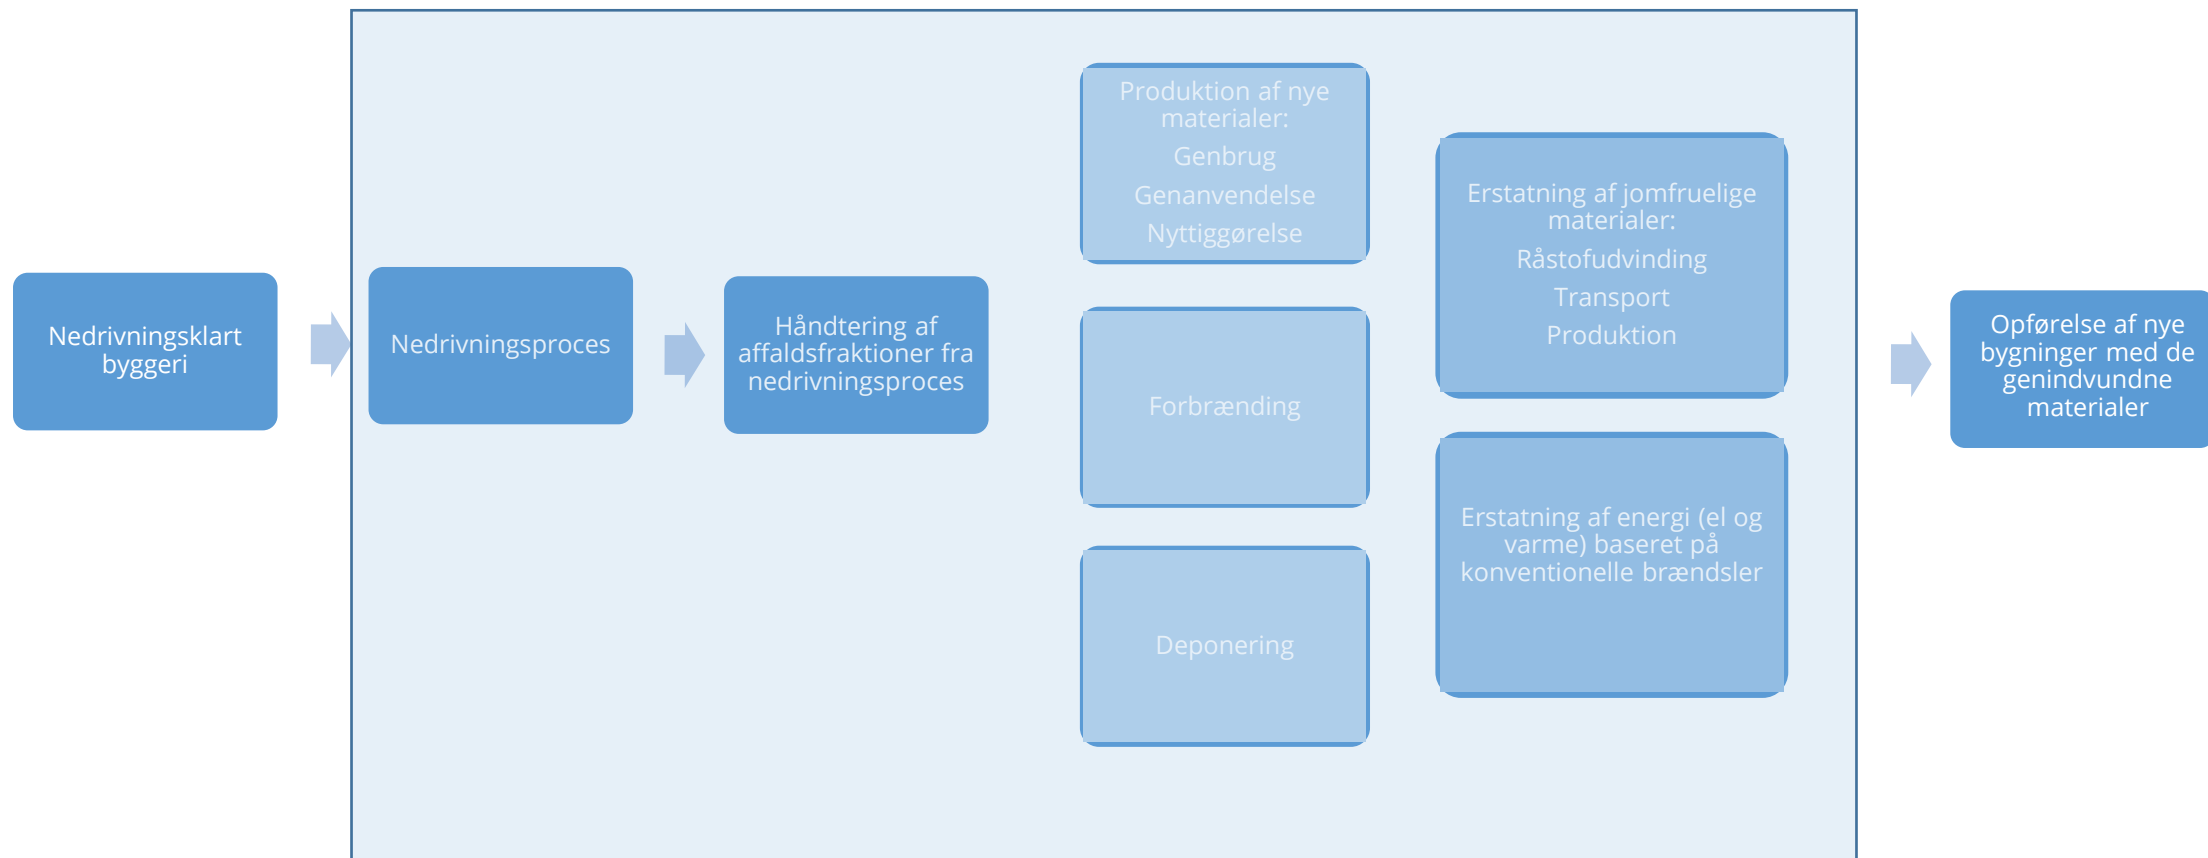 Nedrivningsklart
byggeri
Nedrivningsproces
Håndtering af
affaldsfraktioner fra
nedrivningsproces
Produktion af nye
materialer:
Genbrug
Genanvendelse
Nyttiggørelse
Forbrænding
Deponering
Erstatning af jomfruelige
materialer:
Råstofudvinding
Transport
Produktion
Erstatning af energi (el og
varme) baseret på
konventionelle brændsler
Opførelse af nye
bygninger med de
genindvundne
materialer